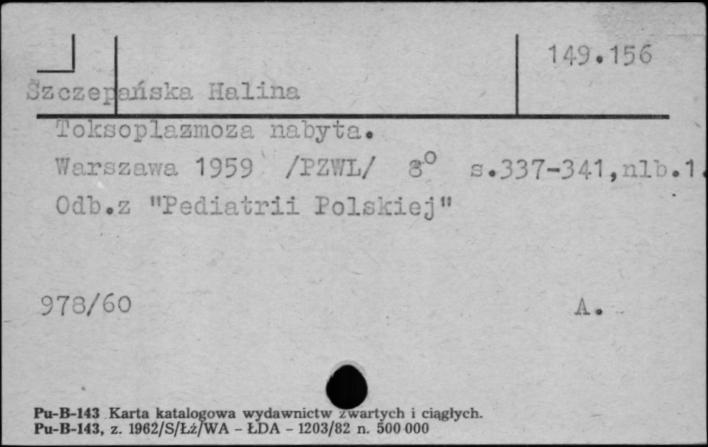 149.156
Szczepańska Halina
Toksoplazmoza nabyta.
Warszawa 1959 /PZWL/ 8° s.337-341,nlb.1.
Odb.z "Pediatrii Polskiej"
978/60 A.
Pu-B-143 Karta katalogowa wydawnictw zwartych i ciągłych.
Pu-B-143, z. 1962/S/Łż/WA - ŁDA - 1203/82 n. 500 000